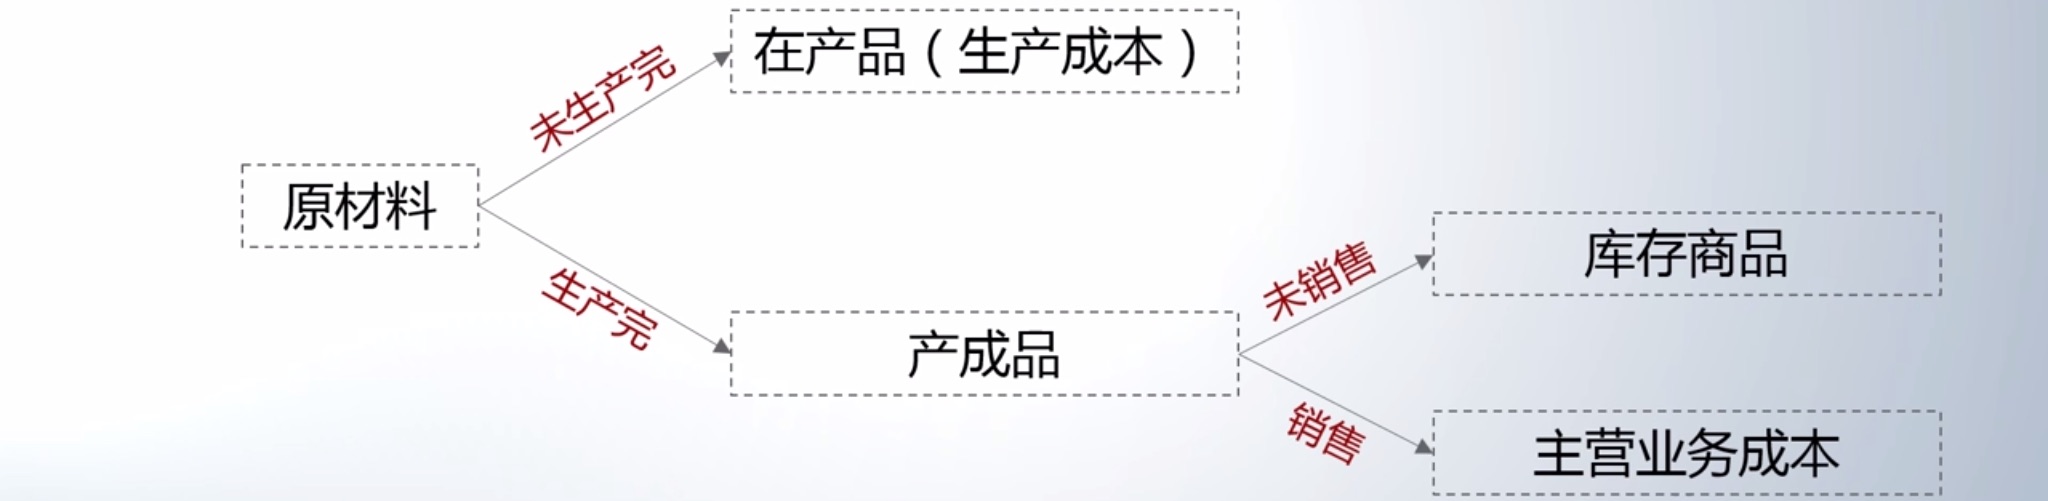 在产品（生产成本）
未生产完
原材料
生产完
产成品
未销售
库存商品
销售
主营业务成本